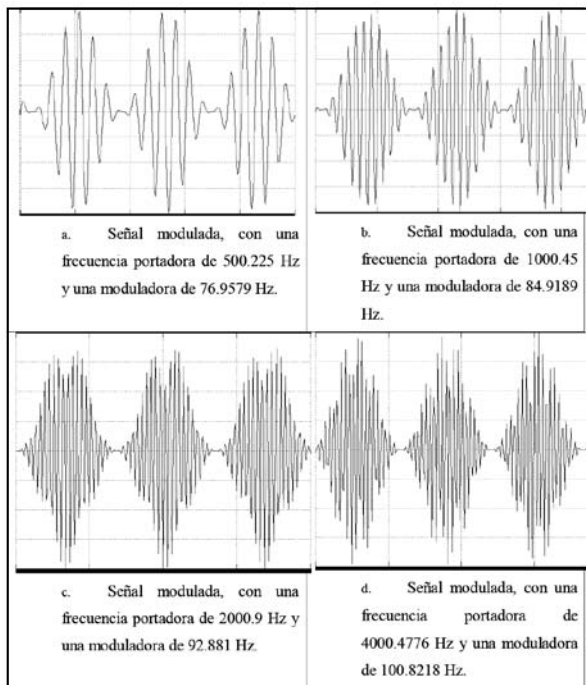 a. Señal modulada, con una
frecuencia portadora de 500.225 Hz
y una moduladora de 76.9579 Hz.
b. Señal modulada, con una
frecuencia portadora de 1000.45
Hz y una moduladora de 84.9189
Hz.
c. Señal modulada, con una
frecuencia portadora de 2000.9 Hz y
una moduladora de 92.881 Hz.
d. Señal modulada, con una
frecuencia portadora de
4000.4776 Hz y una moduladora
de 100.8218 Hz.